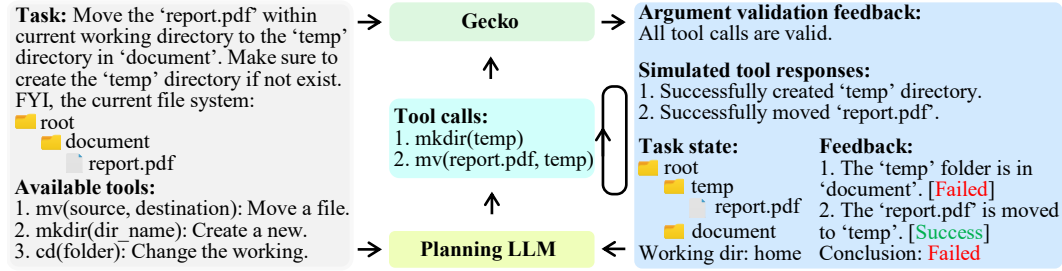 Task: Move the ‘report.pdf’ within
current working directory to the ‘temp’
directory in ‘document’. Make sure to
create the ‘temp’ directory if not exist.
FYI, the current file system:
root
document
report.pdf
Available tools:
1. mv(source, destination): Move a file.
2. mkdir(dir_name): Create a new.
3. cd(folder): Change the working.
Gecko
Tool calls:
1. mkdir(temp)
2. mv(report.pdf, temp)
Planning LLM
Argument validation feedback:
All tool calls are valid.
Simulated tool responses:
1. Successfully created ‘temp’ directory.
2. Successfully moved ‘report.pdf’.
Task state:
root
temp
report.pdf
document
Working dir: home
Feedback:
1. The ‘temp’ folder is in
‘document’. [Failed]
2. The ‘report.pdf’ is moved
to ‘temp’. [Success]
Conclusion: Failed